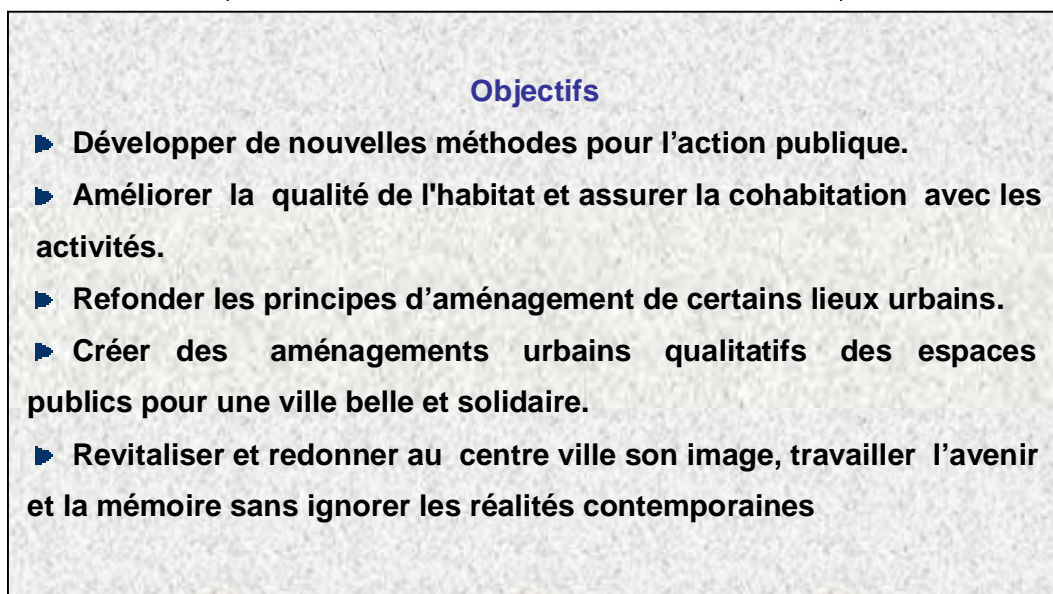 Objectifs
Développer de nouvelles méthodes pour l’action publique.
Améliorer la qualité de l'habitat et assurer la cohabitation avec les
activités.
Refonder les principes d’aménagement de certains lieux urbains.
Créer des aménagements urbains qualitatifs des espaces
publics pour une ville belle et solidaire.
Revitaliser et redonner au centre ville son image, travailler l’avenir
et la mémoire sans ignorer les réalités contemporaines